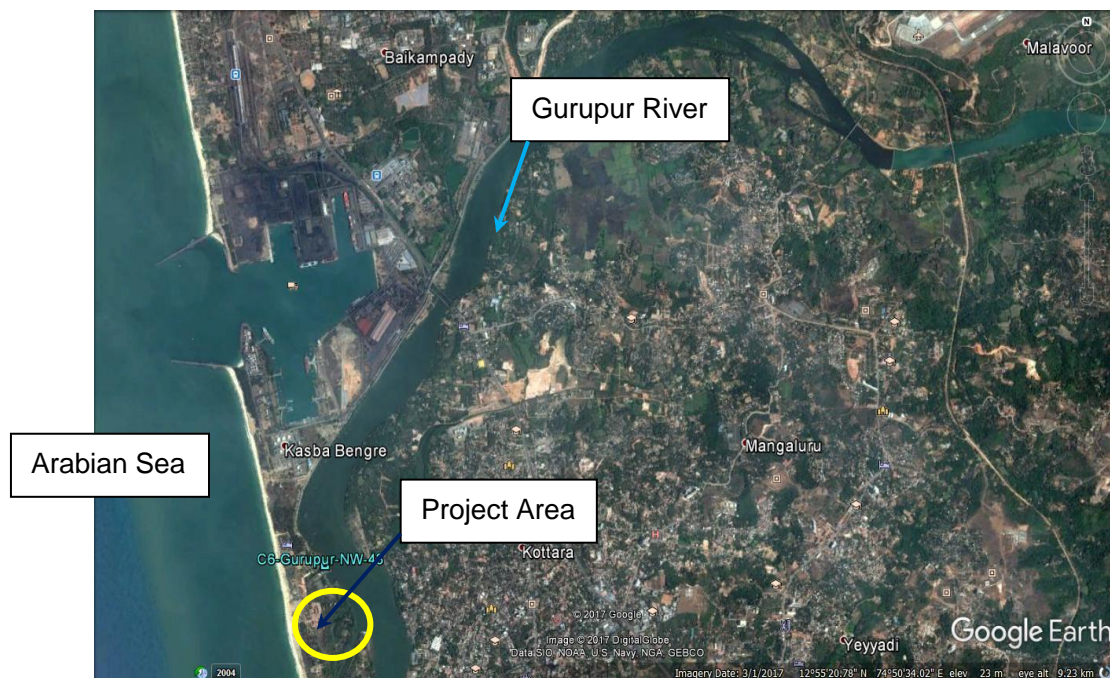 N
Baikampady
Malavoor
Gurupur River
Kasba Bengre
Mangaluru
Arabian Sea
Project Area
Kottara
C6-Gurupur-NW-43
H
© 2017 Google
Image © 2017 DigitalGlobe
Data SIO, NOAA, U.S. Navy, NGA, GEBCO
Yeyyadi
Google Earth
2004
Imagery Date: 3/1/2017 12°55'20.78" N 74°50'34.02" E elev 23 m eye alt 9.23 km